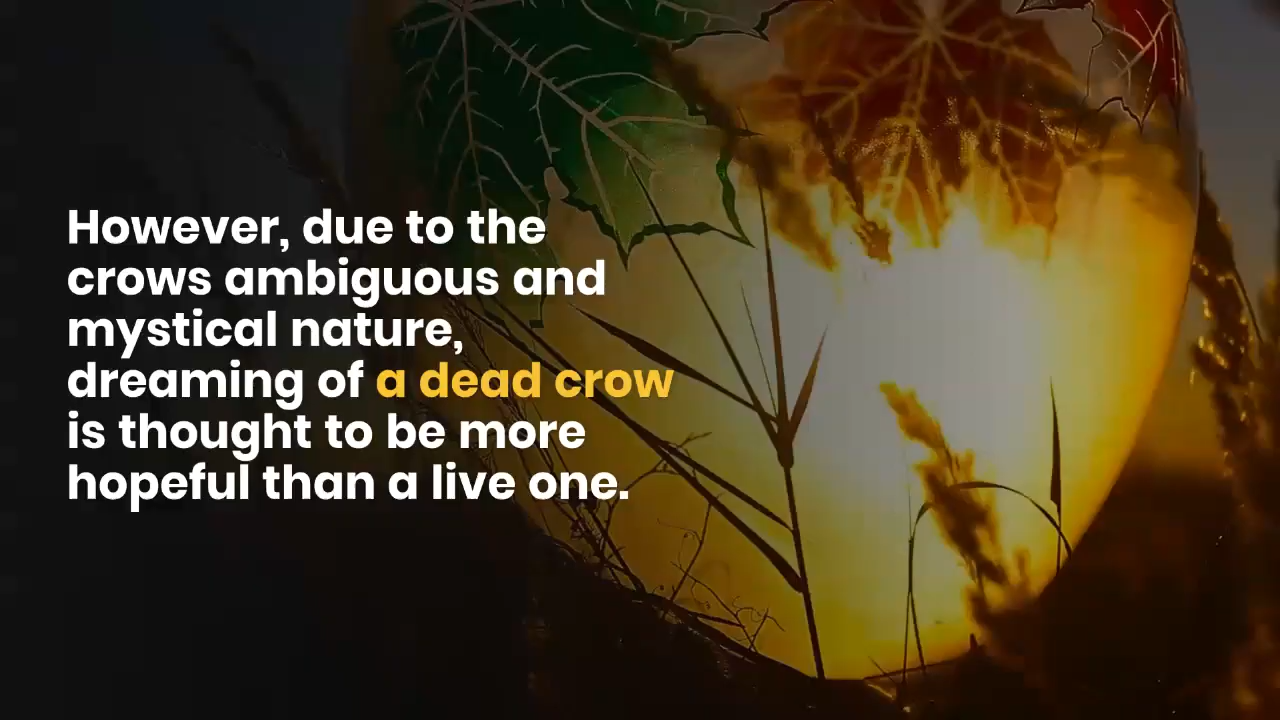 However, due to the
crows ambiguous and
mystical nature,
dreaming of a dead crow
is thought to be more
hopeful than a live one.